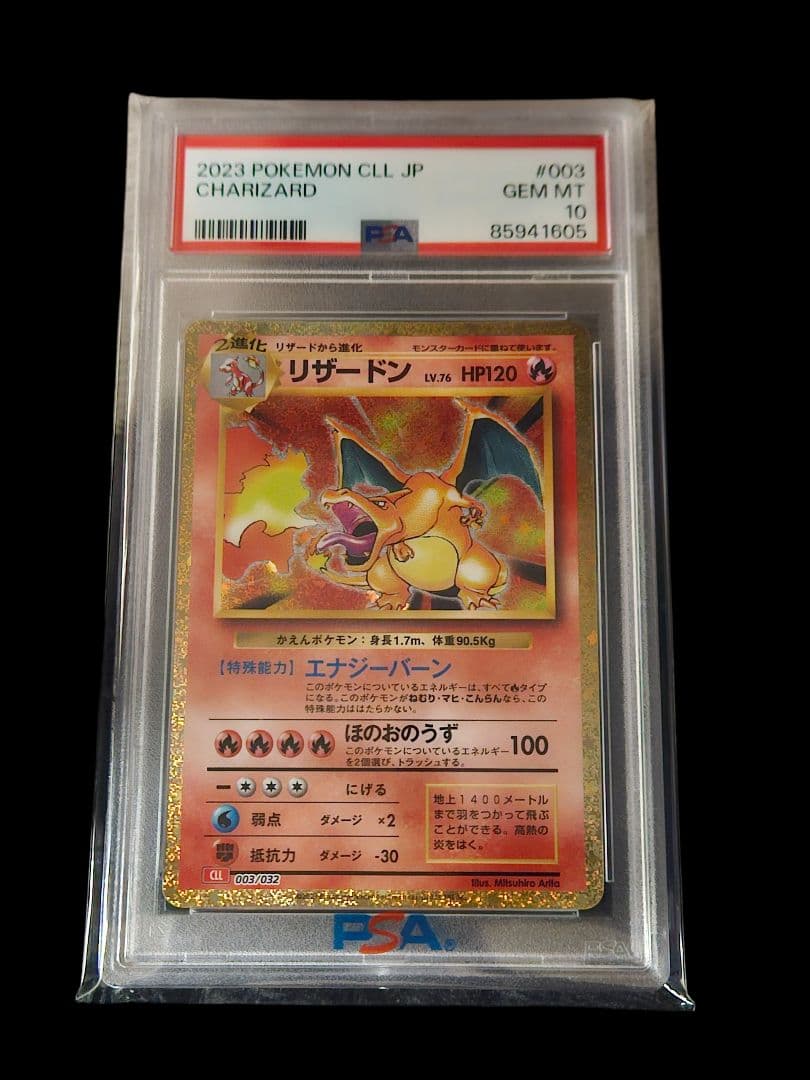 2023 POKEMON CLL JP #003
CHARIZARD GEM MT
10
PSA 85941605
2進化 リザードから進化 モンスターカードに重ねて使います。
リザードン LV.76 HP120
かえんポケモン：身長1.7m、体重90.5Kg
【特殊能力】エナジーバーン
このポケモンについているエネルギーは、すべて🔥タイプ
になる。このポケモンがねむり・マヒ・こんらんなら、この
特殊能力ははたらかない。
ほのおのうず 100
このポケモンについているエネルギー
を2個選び、トラッシュする。
にげる
弱点 ダメージ ×2
抵抗力 ダメージ -30
地上1400メートル
まで羽をつかって飛ぶ
ことができる。高熱の
炎をはく。
CLL 003/032 Illus. Mitsuhiro Arita
PSA®
PSA